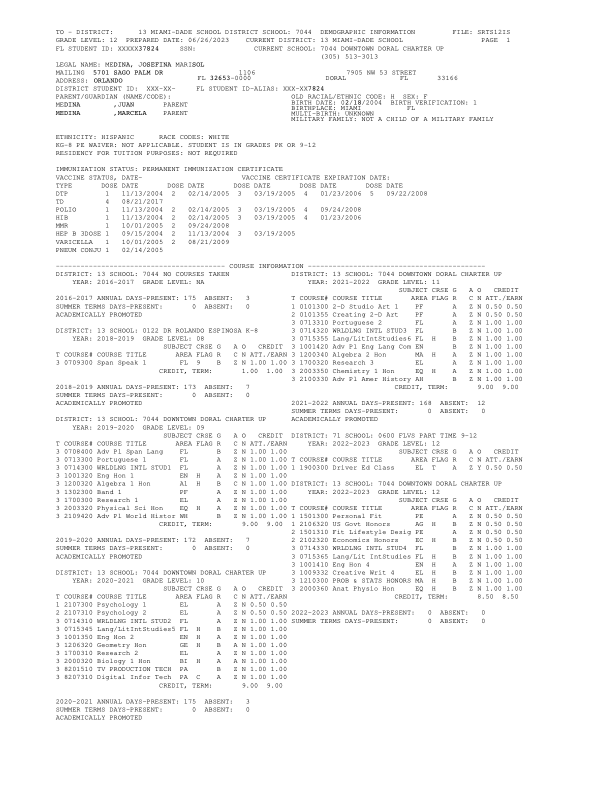 TO - DISTRICT: 13 MIAMI-DADE SCHOOL DISTRICT SCHOOL: 7044 DEMOGRAPHIC INFORMATION FILE: SRTS12IS
GRADE LEVEL: 12 PREPARED DATE: 06/26/2023 CURRENT DISTRICT: 13 MIAMI-DADE SCHOOL PAGE 1
FL STUDENT ID: XXXXX37824 SSN: CURRENT SCHOOL: 7044 DOWNTOWN DORAL CHARTER UP
(305) 513-3013
LEGAL NAME: MEDINA, JOSEFINA MARISOL
MAILING 5701 SAGO PALM DR 1106 7905 NW 53 STREET
ADDRESS: ORLANDO FL 32653-0000 DORAL FL 33166
DISTRICT STUDENT ID: XXX-XX- FL STUDENT ID-ALIAS: XXX-XX7824
PARENT/GUARDIAN (NAME/CODE): OLD RACIAL/ETHNIC CODE: H SEX: F
MEDINA ,JUAN PARENT BIRTH DATE: 02/18/2004 BIRTH VERIFICATION: 1
BIRTHPLACE: MIAMI FL
MEDINA ,MARCELA PARENT MULTI-BIRTH: UNKNOWN
MILITARY FAMILY: NOT A CHILD OF A MILITARY FAMILY
ETHNICITY: HISPANIC RACE CODES: WHITE
KG-8 PE WAIVER: NOT APPLICABLE. STUDENT IS IN GRADES PK OR 9-12
RESIDENCY FOR TUITION PURPOSES: NOT REQUIRED
IMMUNIZATION STATUS: PERMANENT IMMUNIZATION CERTIFICATE
VACCINE STATUS, DATE- VACCINE CERTIFICATE EXPIRATION DATE:
TYPE DOSE DATE DOSE DATE DOSE DATE DOSE DATE DOSE DATE
DTP 1 11/13/2004 2 02/14/2005 3 03/19/2005 4 01/23/2006 5 09/22/2008
TD 4 08/21/2017
POLIO 1 11/13/2004 2 02/14/2005 3 03/19/2005 4 09/24/2008
HIB 1 11/13/2004 2 02/14/2005 3 03/19/2005 4 01/23/2006
MMR 1 10/01/2005 2 09/24/2008
HEP B 3DOSE 1 09/15/2004 2 11/13/2004 3 03/19/2005
VARICELLA 1 10/01/2005 2 08/21/2009
PNEUM CONJU 1 02/14/2005
COURSE INFORMATION
DISTRICT: 13 SCHOOL: 7044 NO COURSES TAKEN
YEAR: 2016-2017 GRADE LEVEL: NA
2016-2017 ANNUAL DAYS-PRESENT: 175 ABSENT: 3
SUMMER TERMS DAYS-PRESENT: 0 ABSENT: 0
ACADEMICALLY PROMOTED
DISTRICT: 13 SCHOOL: 0122 DR ROLANDO ESPINOSA K-8
YEAR: 2018-2019 GRADE LEVEL: 08
SUBJECT CRSE G A O CREDIT
T COURSE# COURSE TITLE AREA FLAG R C N ATT./EARN
3 0709300 Span Speak 1 FL 9 B Z N 1.00 1.00
CREDIT, TERM: 1.00 1.00
2018-2019 ANNUAL DAYS-PRESENT: 173 ABSENT: 7
SUMMER TERMS DAYS-PRESENT: 0 ABSENT: 0
ACADEMICALLY PROMOTED
DISTRICT: 13 SCHOOL: 7044 DOWNTOWN DORAL CHARTER UP
YEAR: 2019-2020 GRADE LEVEL: 09
SUBJECT CRSE G A O CREDIT
T COURSE# COURSE TITLE AREA FLAG R C N ATT./EARN
3 0708400 Adv Pl Span Lang FL B Z N 1.00 1.00
3 0713300 Portuguese 1 FL A Z N 1.00 1.00
3 0714300 WRLDLNG INTL STUD1 FL A Z N 1.00 1.00
3 1001320 Eng Hon 1 EN H A Z N 1.00 1.00
3 1200320 Algebra 1 Hon A1 H B C N 1.00 1.00
3 1302300 Band 1 PF A Z N 1.00 1.00
3 1700300 Research 1 EL A Z N 1.00 1.00
3 2003320 Physical Sci Hon EQ H A Z N 1.00 1.00
3 2109420 Adv Pl World Histor WH B Z N 1.00 1.00
CREDIT, TERM: 9.00 9.00
2019-2020 ANNUAL DAYS-PRESENT: 172 ABSENT: 7
SUMMER TERMS DAYS-PRESENT: 0 ABSENT: 0
ACADEMICALLY PROMOTED
DISTRICT: 13 SCHOOL: 7044 DOWNTOWN DORAL CHARTER UP
YEAR: 2020-2021 GRADE LEVEL: 10
SUBJECT CRSE G A O CREDIT
T COURSE# COURSE TITLE AREA FLAG R C N ATT./EARN
1 2107300 Psychology 1 EL A Z N 0.50 0.50
2 2107310 Psychology 2 EL A Z N 0.50 0.50
3 0714310 WRLDLNG INTL STUD2 FL A Z N 1.00 1.00
3 0715345 Lang/LitIntStudies5 FL H B Z N 1.00 1.00
3 1001350 Eng Hon 2 EN H A Z N 1.00 1.00
3 1206320 Geometry Hon GE H B A N 1.00 1.00
3 1700310 Research 2 EL A Z N 1.00 1.00
3 2000320 Biology 1 Hon BI H A A N 1.00 1.00
3 8201510 TV PRODUCTION TECH PA B Z N 1.00 1.00
3 8207310 Digital Infor Tech PA C A Z N 1.00 1.00
CREDIT, TERM: 9.00 9.00
2020-2021 ANNUAL DAYS-PRESENT: 175 ABSENT: 3
SUMMER TERMS DAYS-PRESENT: 0 ABSENT: 0
ACADEMICALLY PROMOTED
DISTRICT: 13 SCHOOL: 7044 DOWNTOWN DORAL CHARTER UP
YEAR: 2021-2022 GRADE LEVEL: 11
SUBJECT CRSE G A O CREDIT
T COURSE# COURSE TITLE AREA FLAG R C N ATT./EARN
1 0101300 2-D Studio Art 1 PF A Z N 0.50 0.50
2 0101355 Creating 2-D Art PF A Z N 0.50 0.50
3 0713310 Portuguese 2 FL A Z N 1.00 1.00
3 0714320 WRLDLNG INTL STUD3 FL B Z N 1.00 1.00
3 0715355 Lang/LitIntStudies6 FL H B Z N 1.00 1.00
3 1001420 Adv Pl Eng Lang Com EN B Z N 1.00 1.00
3 1200340 Algebra 2 Hon MA H A Z N 1.00 1.00
3 1700320 Research 3 EL A Z N 1.00 1.00
3 2003350 Chemistry 1 Hon EQ H A Z N 1.00 1.00
3 2100330 Adv Pl Amer History AH B Z N 1.00 1.00
CREDIT, TERM: 9.00 9.00
2021-2022 ANNUAL DAYS-PRESENT: 168 ABSENT: 12
SUMMER TERMS DAYS-PRESENT: 0 ABSENT: 0
ACADEMICALLY PROMOTED
DISTRICT: 71 SCHOOL: 0600 FLVS PART TIME 9-12
YEAR: 2022-2023 GRADE LEVEL: 12
SUBJECT CRSE G A O CREDIT
T COURSE# COURSE TITLE AREA FLAG R C N ATT./EARN
1 1900300 Driver Ed Class EL T A Z Y 0.50 0.50
DISTRICT: 13 SCHOOL: 7044 DOWNTOWN DORAL CHARTER UP
YEAR: 2022-2023 GRADE LEVEL: 12
SUBJECT CRSE G A O CREDIT
T COURSE# COURSE TITLE AREA FLAG R C N ATT./EARN
1 1501300 Personal Fit PE A Z N 0.50 0.50
1 2106320 US Govt Honors AG H B Z N 0.50 0.50
2 1501310 Fit Lifestyle Desig PE A Z N 0.50 0.50
2 2102320 Economics Honors EC H B Z N 0.50 0.50
3 0714330 WRLDLNG INTL STUD4 FL B Z N 1.00 1.00
3 0715365 Lang/Lit IntStudies FL H B Z N 1.00 1.00
3 1001410 Eng Hon 4 EN H A Z N 1.00 1.00
3 1009332 Creative Writ 4 EL H B Z N 1.00 1.00
3 1210300 PROB & STATS HONORS MA H B Z N 1.00 1.00
3 2000360 Anat Physio Hon EQ H B Z N 1.00 1.00
CREDIT, TERM: 8.50 8.50
2022-2023 ANNUAL DAYS-PRESENT: 0 ABSENT: 0
SUMMER TERMS DAYS-PRESENT: 0 ABSENT: 0